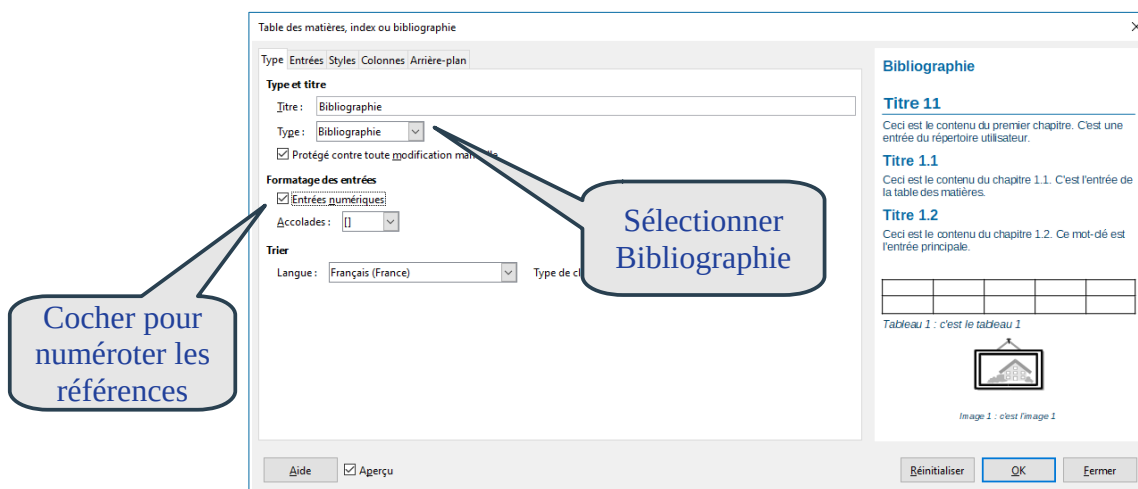 Table des matières, index ou bibliographie
Type Entrées Styles Colonnes Arrière-plan
Type et titre
Titre : Bibliographie
Type : Bibliographie
Protégé contre toute modification manuelle
Formatage des entrées
Entrées numériques
Accolades : []
Trier
Langue : Français (France) Type de
Sélectionner
Bibliographie
Cocher pour
numéroter les
références
Aide Aperçu Réinitialiser OK Fermer
Bibliographie
Titre 11
Ceci est le contenu du premier chapitre. C'est une
entrée du répertoire utilisateur.
Titre 1.1
Ceci est le contenu du chapitre 1.1. C'est l'entrée de
la table des matières.
Titre 1.2
Ceci est le contenu du chapitre 1.2. Ce mot-clé est
l'entrée principale.
Tableau 1 : c'est le tableau 1
Image 1 : c'est l'image 1